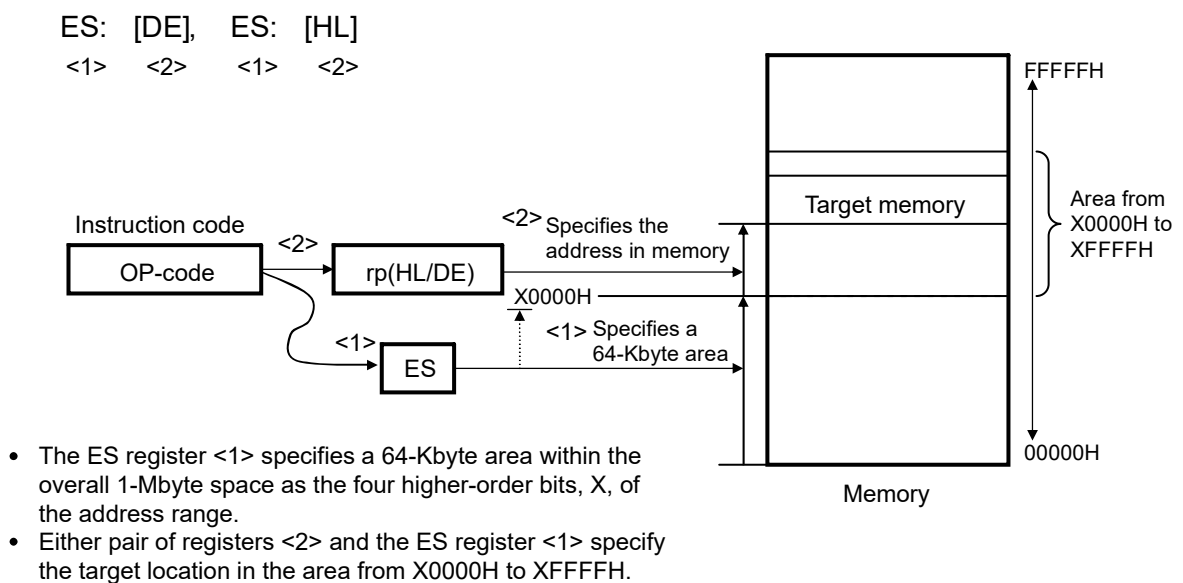 ES: [DE], ES: [HL]
<1> <2> <1> <2>
FFFFFH
Target memory
Area from
X0000H to
XFFFFH
Instruction code
OP-code
<2>
rp(HL/DE)
<2> Specifies the
address in memory
X0000H
<1>
ES
<1> Specifies a
64-Kbyte area
00000H
Memory
• The ES register <1> specifies a 64-Kbyte area within the
overall 1-Mbyte space as the four higher-order bits, X, of
the address range.
• Either pair of registers <2> and the ES register <1> specify
the target location in the area from X0000H to XFFFFH.